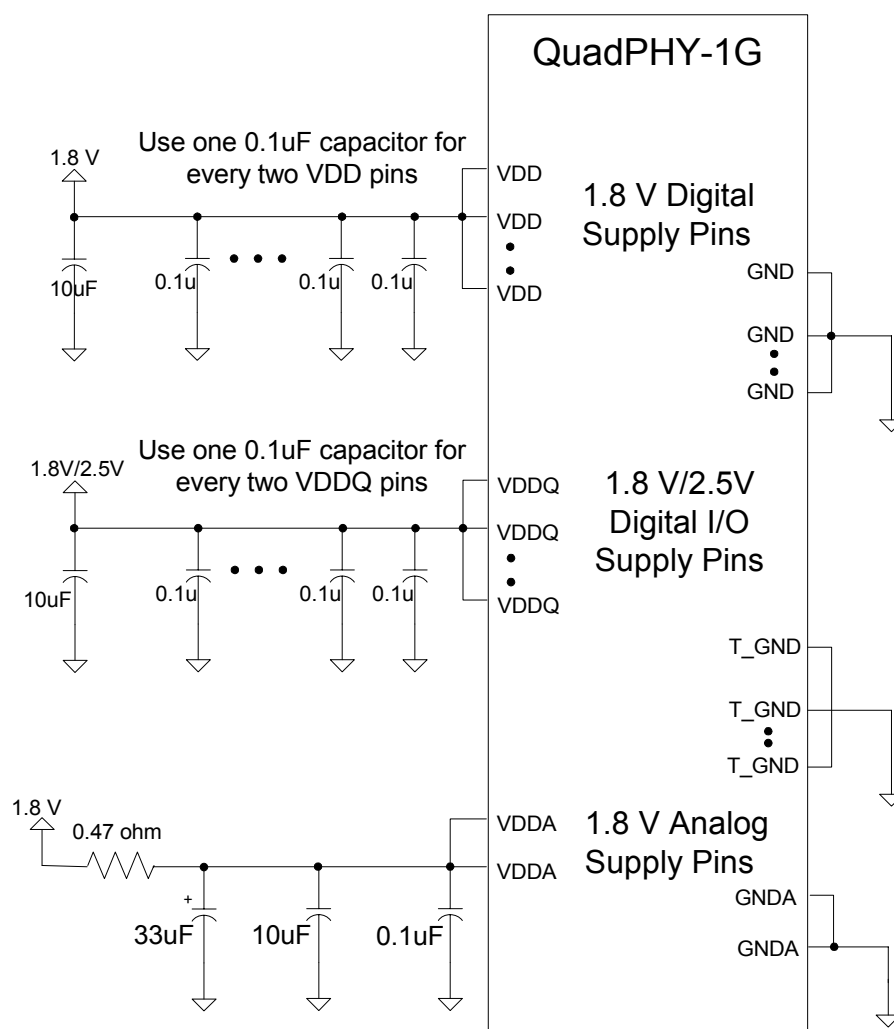 QuadPHY-1G
Use one 0.1uF capacitor for
every two VDD pins
1.8 V
VDD
VDD
VDD
1.8 V Digital
Supply Pins
10uF
0.1u
0.1u
0.1u
GND
GND
GND
Use one 0.1uF capacitor for
every two VDDQ pins
1.8V/2.5V
VDDQ
VDDQ
VDDQ
1.8 V/2.5V
Digital I/O
Supply Pins
10uF
0.1u
0.1u
0.1u
T_GND
T_GND
T_GND
1.8 V
0.47 ohm
VDDA
VDDA
1.8 V Analog
Supply Pins
+
33uF
10uF
0.1uF
GNDA
GNDA